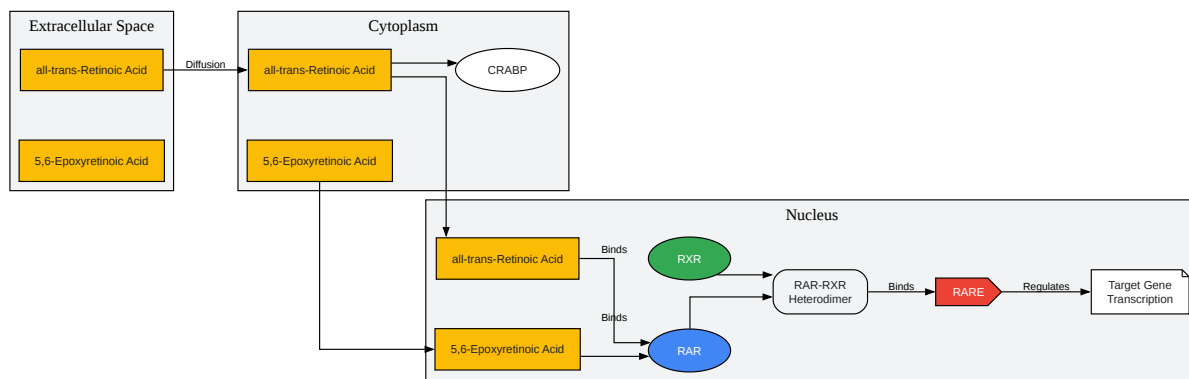 Extracellular Space
Cytoplasm
all-trans-Retinoic Acid
Diffusion
all-trans-Retinoic Acid
CRABP
5,6-Epoxyretinoic Acid
5,6-Epoxyretinoic Acid
Nucleus
all-trans-Retinoic Acid
Binds
RXR
RAR-RXR
Heterodimer
Binds
RARE
Regulates
Target Gene
Transcription
Binds
5,6-Epoxyretinoic Acid
RAR